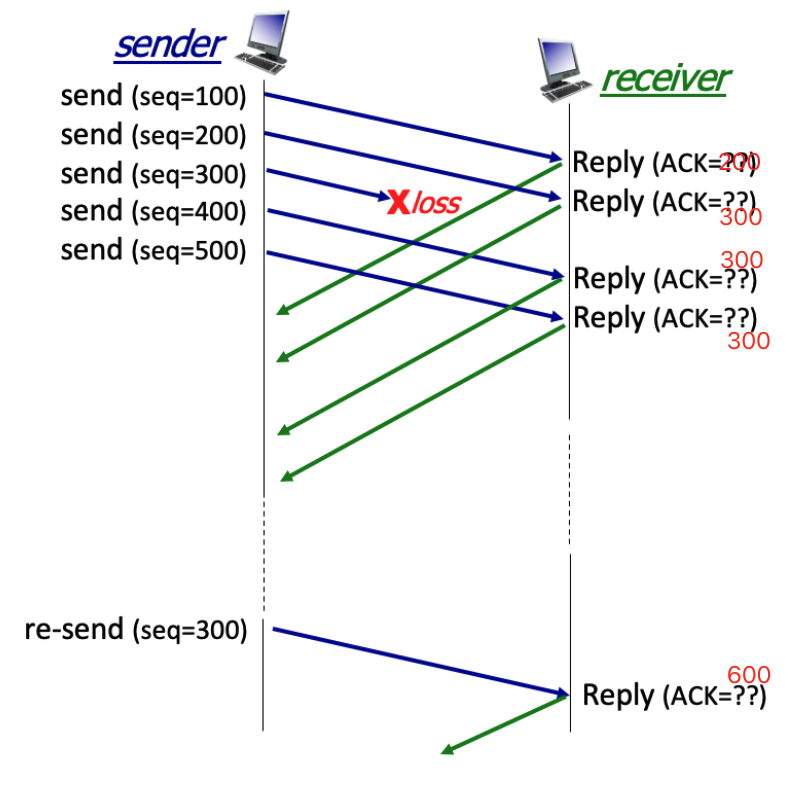 sender
receiver
send (seq=100)
send (seq=200)
send (seq=300)
send (seq=400)
send (seq=500)
X loss
Reply (ACK=??)
200
Reply (ACK=??)
300
300
Reply (ACK=??)
Reply (ACK=??)
300
re-send (seq=300)
600
Reply (ACK=??)